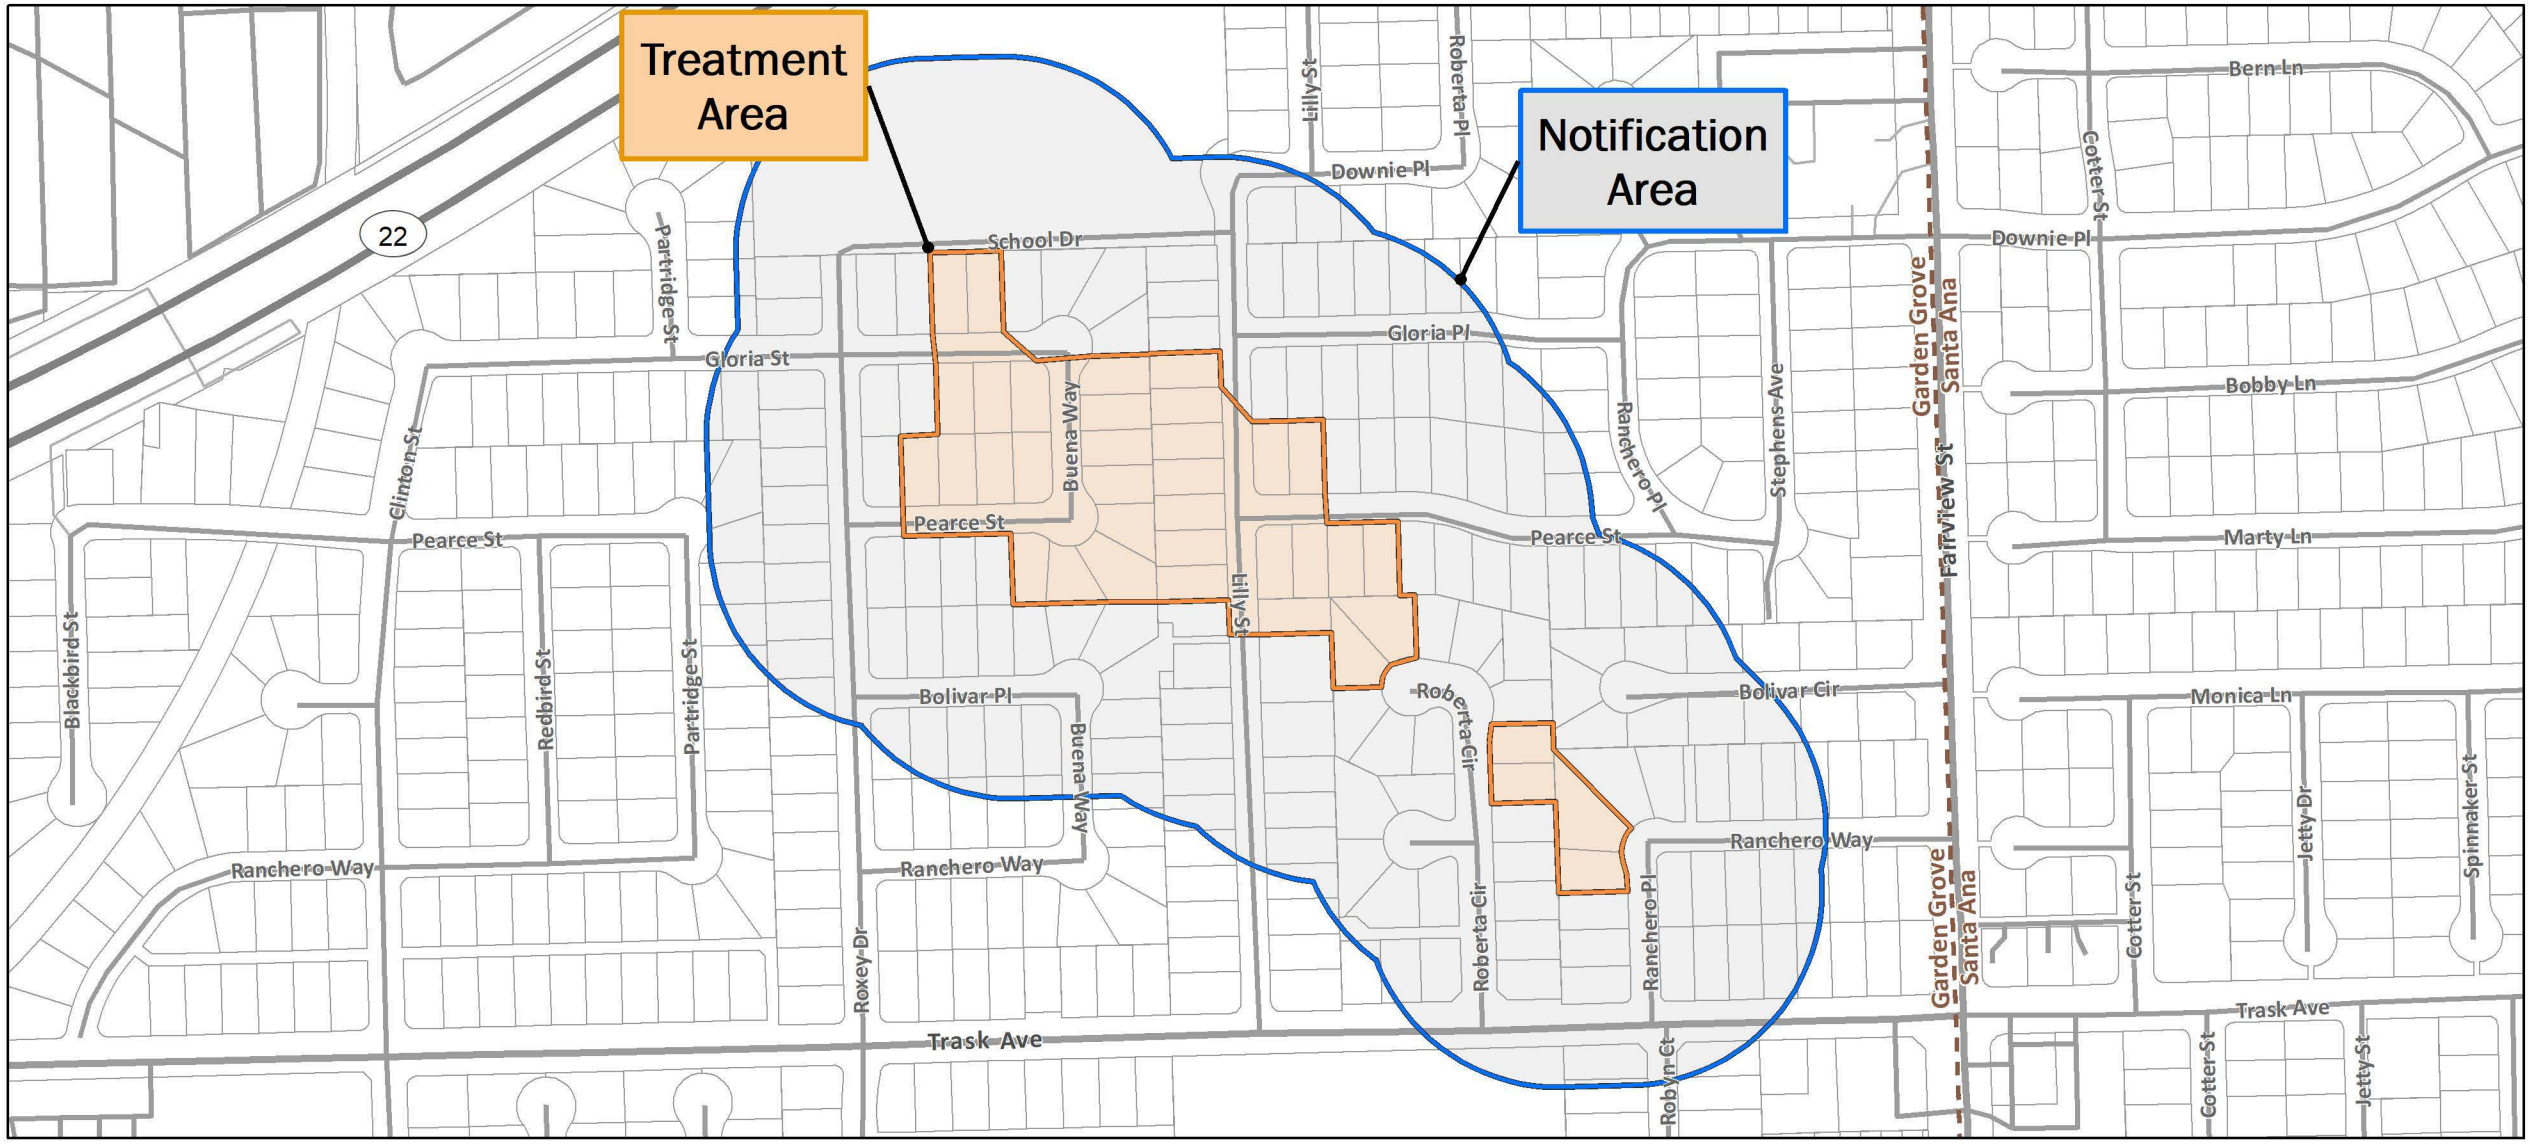 Treatment
Area
Notification
Area
22
Lilly St
Roberta Pl
Downie Pl
Bern Ln
Cotter St
Downie Pl
Partridge St
School Dr
Gloria St
Gloria Pl
Garden Grove
Santa Ana
Bobby Ln
Clinton St
Buena Way
Ranchero Pl
Stephens Ave
Fairview St
Pearce St
Pearce St
Pearce St
Marty Ln
Blackbird St
Redbird St
Partridge St
Lilly St
Bolivar Pl
Buena Way
Roberta Cir
Bolivar Cir
Monica Ln
Jetty Dr
Spinnaker St
Ranchero Way
Ranchero Way
Ranchero Way
Roxey Dr
Roberta Cir
Ranchero Pl
Garden Grove
Santa Ana
Cotter St
Trask Ave
Trask Ave
Robyn Ct
Cotter St
Jetty St